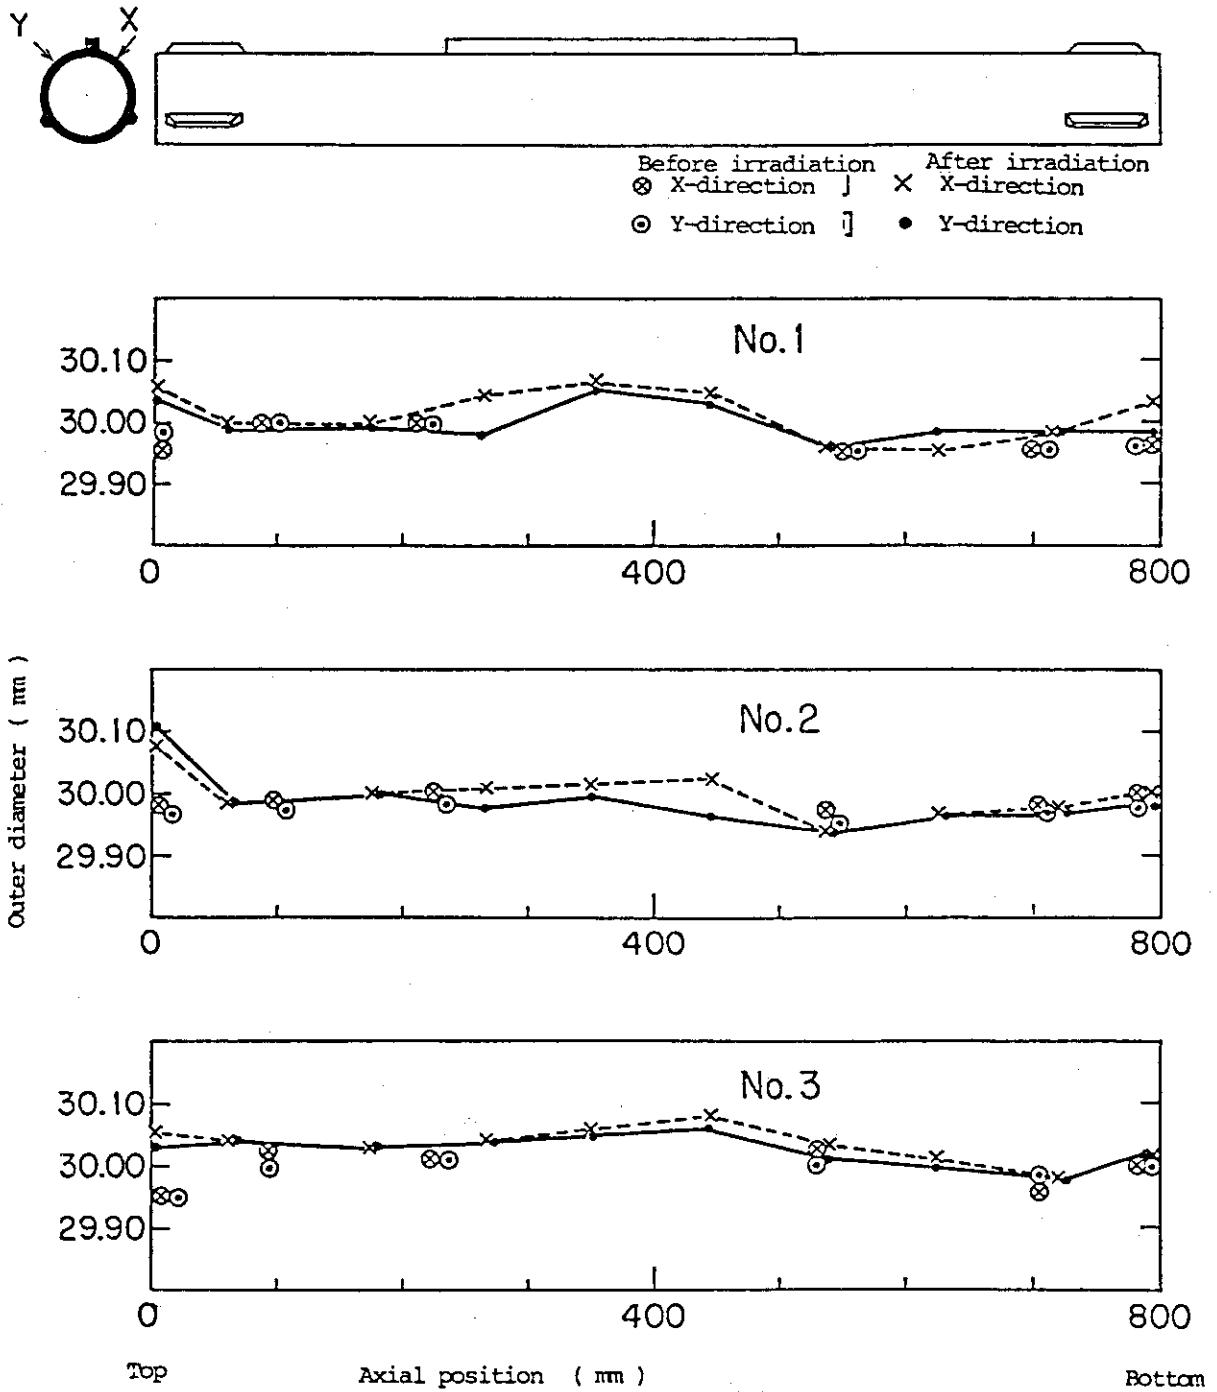 Y X
Before irradiation After irradiation
⊗ X-direction ] × X-direction
⊙ Y-direction ] • Y-direction
No.1
30.10
30.00
29.90
0 400 800
No.2
30.10
30.00
29.90
0 400 800
No.3
30.10
30.00
29.90
0 400 800
Outer diameter ( mm )
Top Axial position ( mm ) Bottom